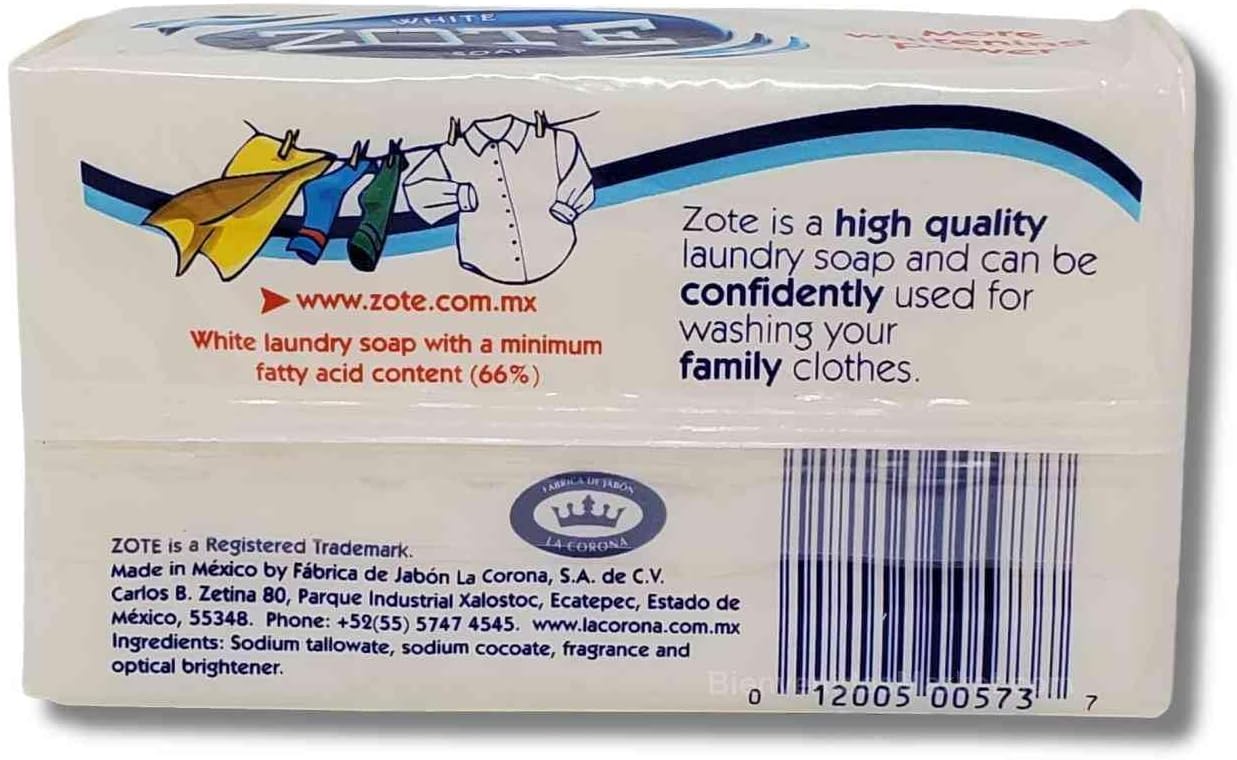 WHITE
ZOTE
SOAP
More
whitening
power
www.zote.com.mx
White laundry soap with a minimum
fatty acid content (66%)
Zote is a high quality
laundry soap and can be
confidently used for
washing your
family clothes.
FABRICA DE JABÓN
LA CORONA
ZOTE is a Registered Trademark.
Made in México by Fábrica de Jabón La Corona, S.A. de C.V.
Carlos B. Zetina 80, Parque Industrial Xalostoc, Ecatepec, Estado de
México, 55348. Phone: +52(55) 5747 4545. www.lacorona.com.mx
Ingredients: Sodium tallowate, sodium cocoate, fragrance and
optical brightener.
0 12005 00573 7